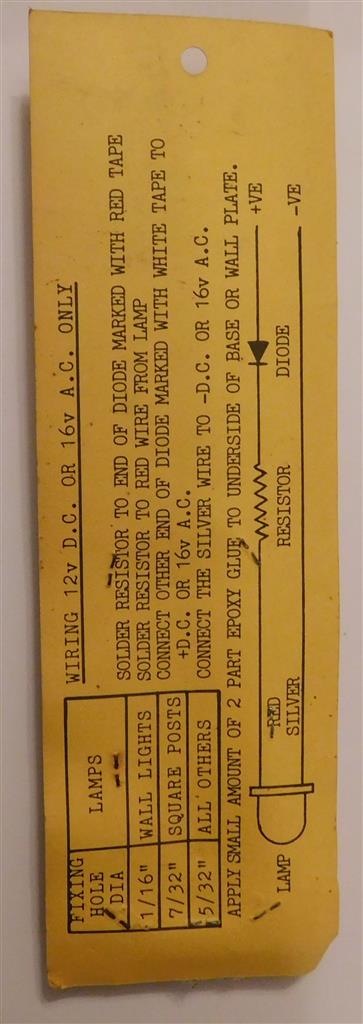 WIRING 12v D.C. OR 16v A.C. ONLY
SOLDER RESISTOR TO END OF DIODE MARKED WITH RED TAPE
SOLDER RESISTOR TO RED WIRE FROM LAMP
CONNECT OTHER END OF DIODE MARKED WITH WHITE TAPE TO
+D.C. OR 16v A.C.
CONNECT THE SILVER WIRE TO -D.C. OR 16v A.C.
FIXING HOLE DIA LAMPS
1/16" WALL LIGHTS
7/32" SQUARE POSTS
5/32" ALL OTHERS
APPLY SMALL AMOUNT OF 2 PART EPOXY GLUE TO UNDERSIDE OF BASE OR WALL PLATE.
LAMP
RED
SILVER
RESISTOR
DIODE
+VE
-VE